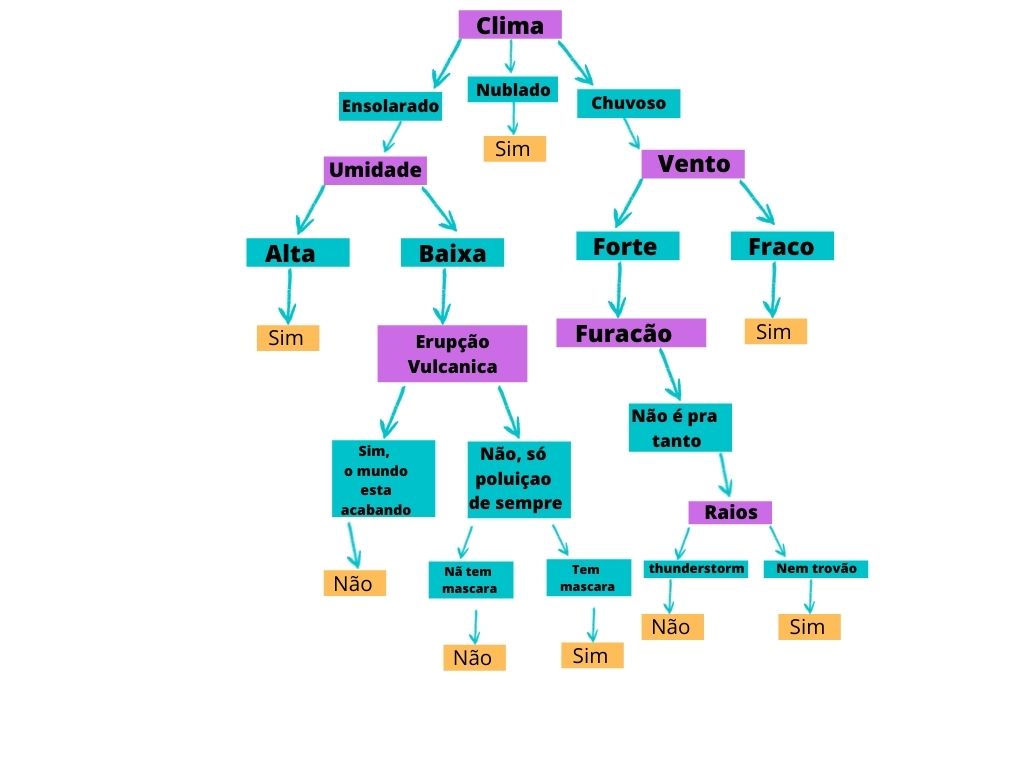 Clima
Nublado
Ensolarado
Chuvoso
Sim
Umidade
Vento
Alta
Baixa
Forte
Fraco
Sim
Erupção
Vulcanica
Furacão
Sim
Não é pra
tanto
Sim,
o mundo
esta
acabando
Não, só
poluiçao
de sempre
Raios
Não
Nã tem
mascara
Tem
mascara
thunderstorm
Nem trovão
Não
Sim
Não
Sim